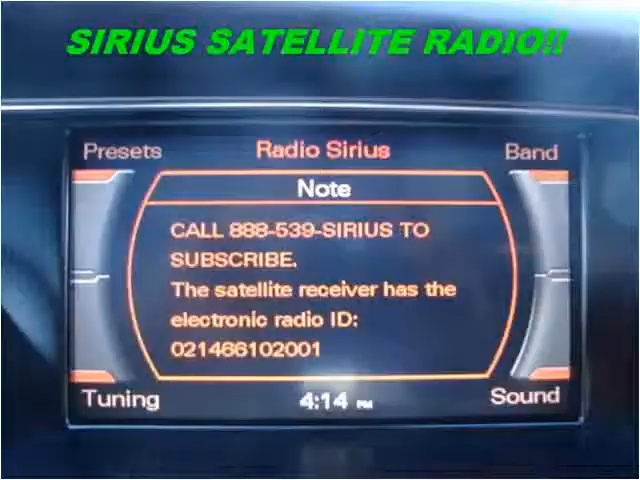 SIRIUS SATELLITE RADIO!!
Presets Radio Sirius Band
Note
CALL 888-539-SIRIUS TO
SUBSCRIBE.
The satellite receiver has the
electronic radio ID:
021466102001
Tuning 4:14 PM Sound